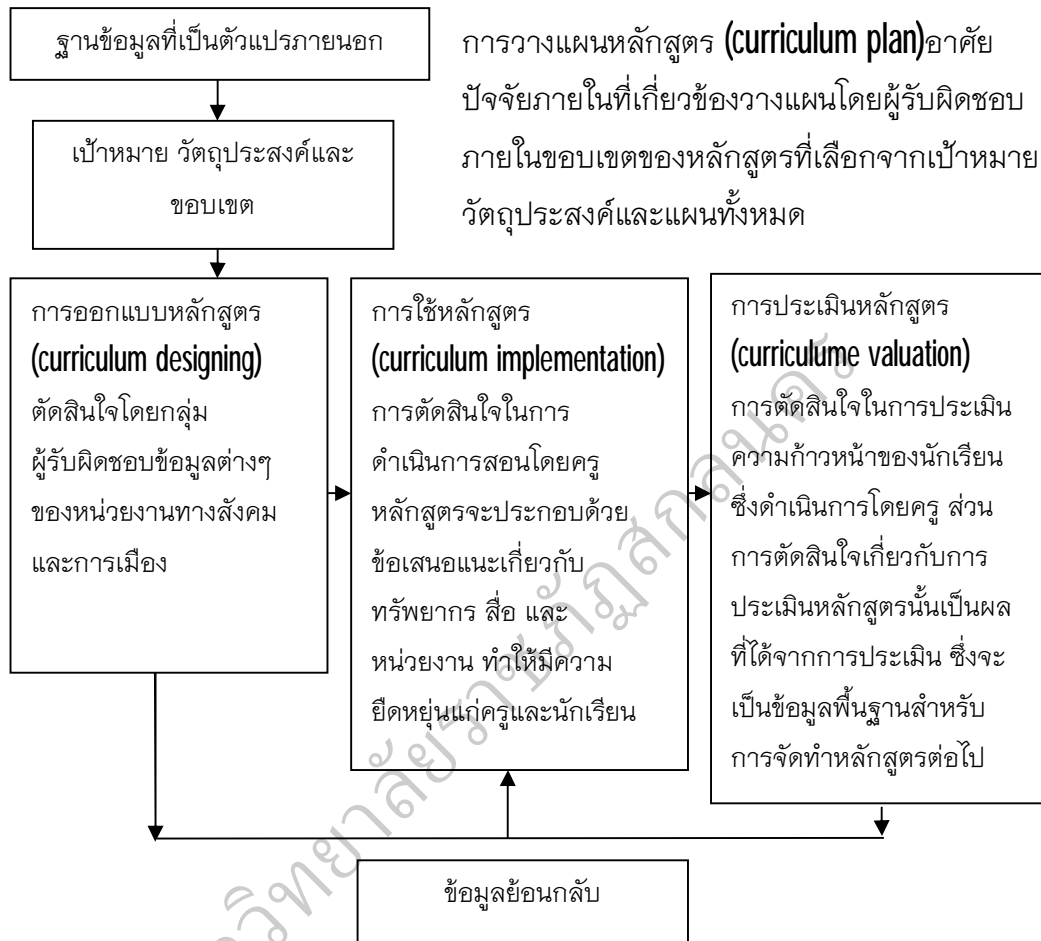 ฐานข้อมูลที่เป็นตัวแปรภายนอก
การวางแผนหลักสูตร (curriculum plan)อาศัย
ปัจจัยภายในที่เกี่ยวข้องวางแผนโดยผู้รับผิดชอบ
ภายในขอบเขตของหลักสูตรที่เลือกจากเป้าหมาย
วัตถุประสงค์และแผนทั้งหมด
เป้าหมาย วัตถุประสงค์และ
ขอบเขต
การออกแบบหลักสูตร
(curriculum designing)
ตัดสินใจโดยกลุ่ม
ผู้รับผิดชอบข้อมูลต่างๆ
ของหน่วยงานทางสังคม
และการเมือง
การใช้หลักสูตร
(curriculum implementation)
การตัดสินใจในการ
ดำเนินการสอนโดยครู
หลักสูตรจะประกอบด้วย
ข้อเสนอแนะเกี่ยวกับ
ทรัพยากร สื่อ และ
หน่วยงาน ทำให้มีความ
ยืดหยุ่นแก่ครูและนักเรียน
การประเมินหลักสูตร
(curriculume valuation)
การตัดสินใจในการประเมิน
ความก้าวหน้าของนักเรียน
ซึ่งดำเนินการโดยครู ส่วน
การตัดสินใจเกี่ยวกับการ
ประเมินหลักสูตรนั้นเป็นผล
ที่ได้จากการประเมิน ซึ่งจะ
เป็นข้อมูลพื้นฐานสำหรับ
การจัดทำหลักสูตรต่อไป
ข้อมูลย้อนกลับ
วิทยาลัยราชภัฏสกลนคร